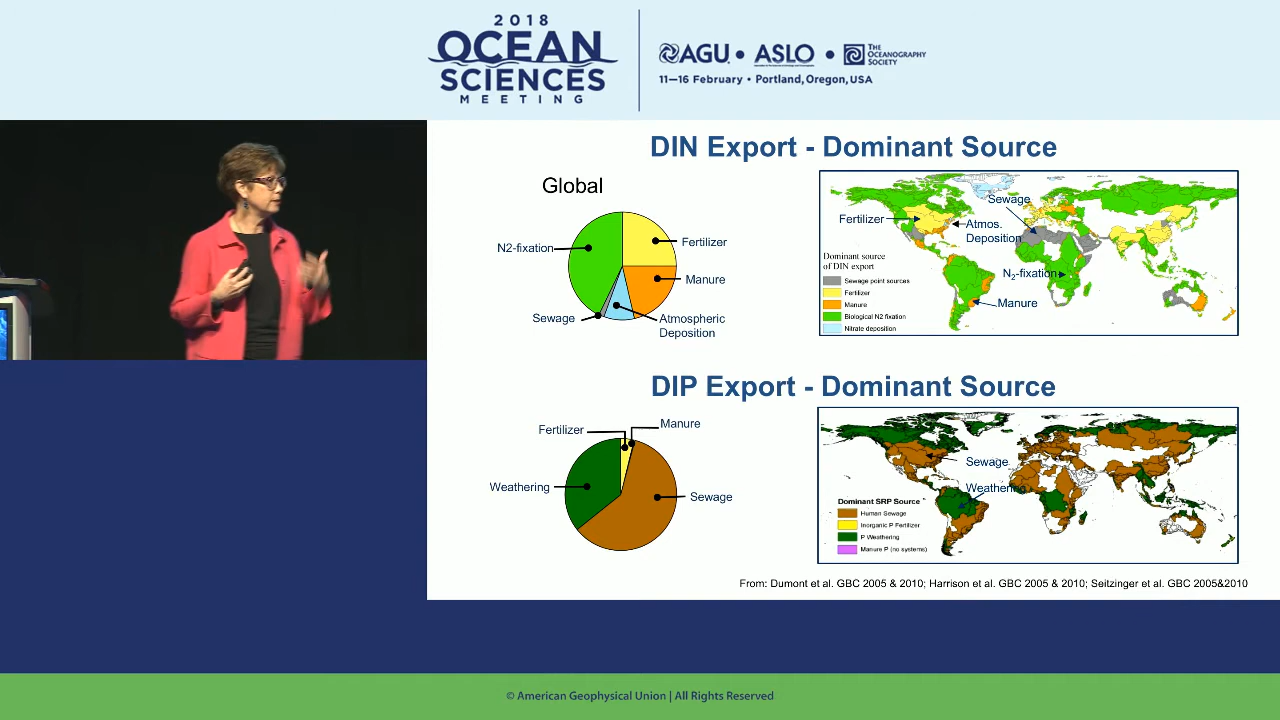 2018
OCEAN
SCIENCES
MEETING
AGU • ASLO • THE OCEANOGRAPHY SOCIETY
11–16 February • Portland, Oregon, USA
DIN Export - Dominant Source
Global
N2-fixation
Fertilizer
Manure
Sewage
Atmospheric
Deposition
Sewage
Fertilizer
Atmos.
Deposition
N2-fixation
Manure
Dominant source
of DIN export
Sewage point sources
Fertilizer
Manure
Biological N2 fixation
Nitrate deposition
DIP Export - Dominant Source
Fertilizer
Manure
Weathering
Sewage
Sewage
Weathering
Dominant SRP Source
Human Sewage
Inorganic P Fertilizer
P Weathering
Manure P (no systems)
From: Dumont et al. GBC 2005 & 2010; Harrison et al. GBC 2005 & 2010; Seitzinger et al. GBC 2005&2010
© American Geophysical Union | All Rights Reserved